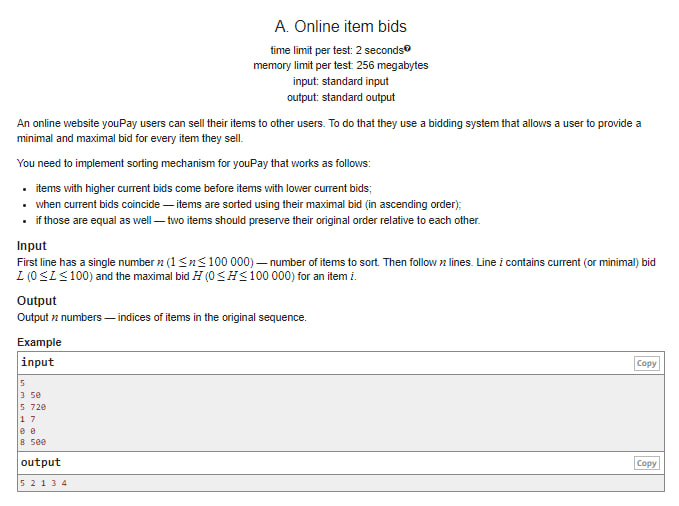 A. Online item bids
time limit per test: 2 seconds?
memory limit per test: 256 megabytes
input: standard input
output: standard output
An online website youPay users can sell their items to other users. To do that they use a bidding system that allows a user to provide a
minimal and maximal bid for every item they sell.
You need to implement sorting mechanism for youPay that works as follows:
• items with higher current bids come before items with lower current bids;
• when current bids coincide — items are sorted using their maximal bid (in ascending order);
• if those are equal as well — two items should preserve their original order relative to each other.
Input
First line has a single number n (1 ≤ n ≤ 100 000) — number of items to sort. Then follow n lines. Line i contains current (or minimal) bid
L (0 ≤ L ≤ 100) and the maximal bid H (0 ≤ H ≤ 100 000) for an item i.
Output
Output n numbers — indices of items in the original sequence.
Example
input Copy
5
3 50
5 720
1 7
0 0
8 500
output Copy
5 2 1 3 4